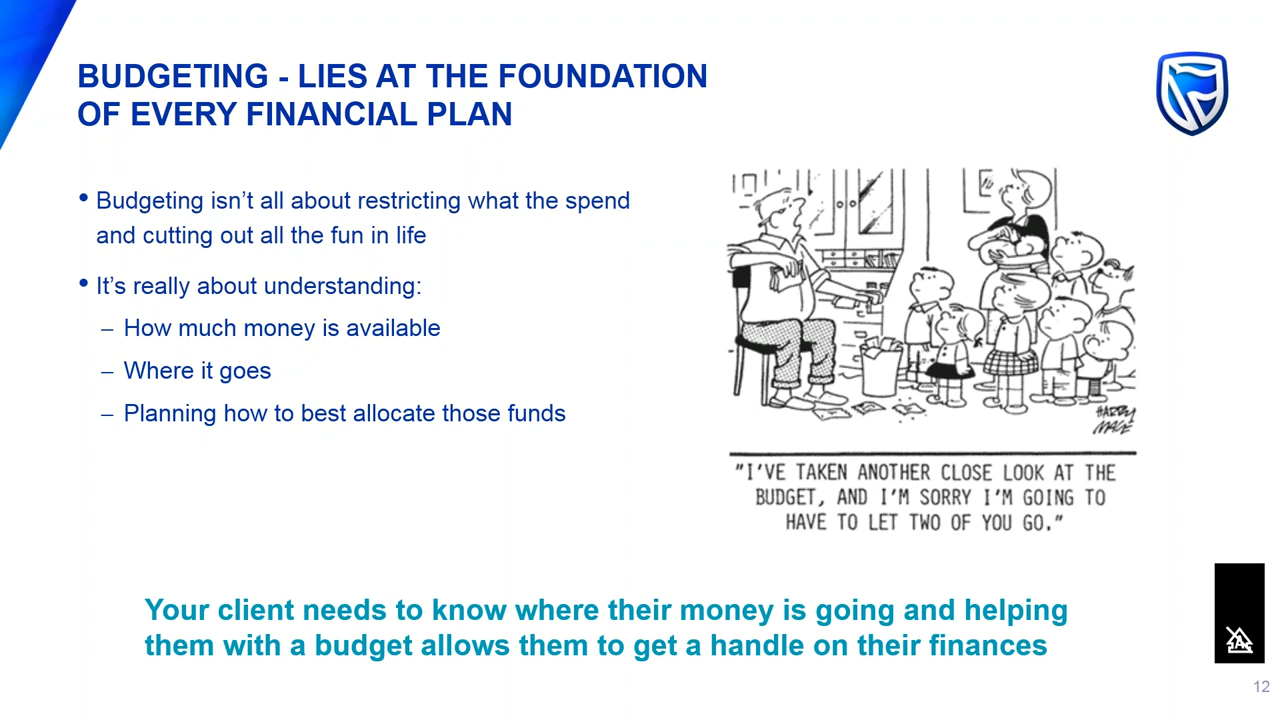 BUDGETING - LIES AT THE FOUNDATION
OF EVERY FINANCIAL PLAN
• Budgeting isn’t all about restricting what the spend
and cutting out all the fun in life
• It’s really about understanding:
– How much money is available
– Where it goes
– Planning how to best allocate those funds
HARRY
MACE
"I'VE TAKEN ANOTHER CLOSE LOOK AT THE
BUDGET, AND I'M SORRY I'M GOING TO
HAVE TO LET TWO OF YOU GO."
Your client needs to know where their money is going and helping
them with a budget allows them to get a handle on their finances
12